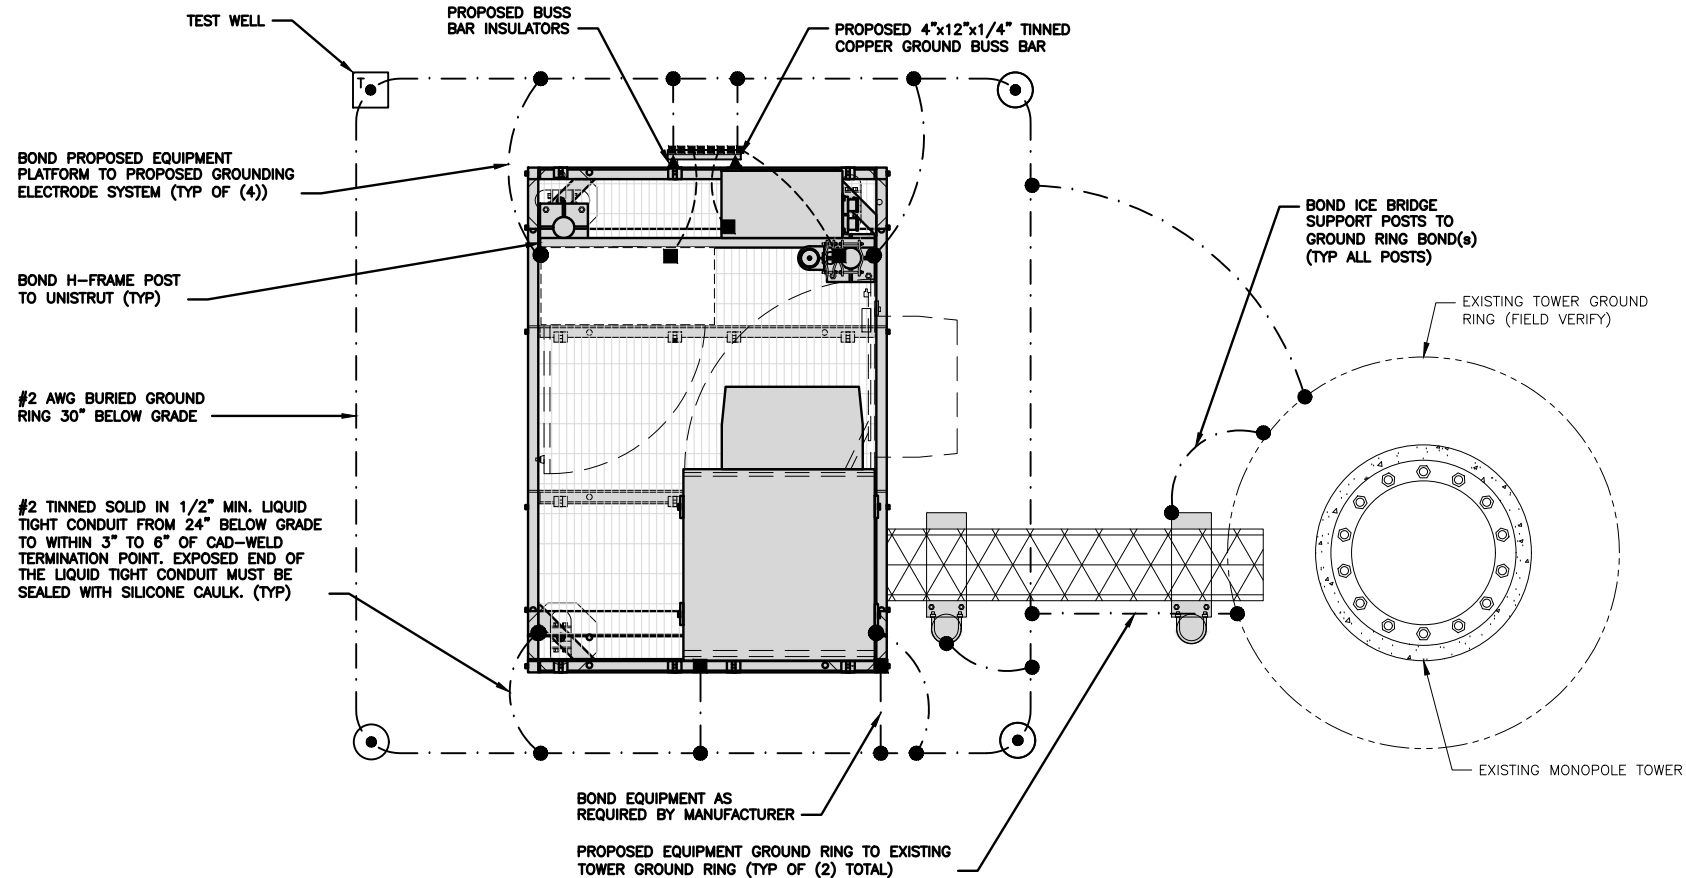 TEST WELL
PROPOSED BUSS
BAR INSULATORS
PROPOSED 4"x12"x1/4" TINNED
COPPER GROUND BUSS BAR
T
BOND PROPOSED EQUIPMENT
PLATFORM TO PROPOSED GROUNDING
ELECTRODE SYSTEM (TYP OF (4))
BOND H-FRAME POST
TO UNISTRUT (TYP)
#2 AWG BURIED GROUND
RING 30" BELOW GRADE
#2 TINNED SOLID IN 1/2" MIN. LIQUID
TIGHT CONDUIT FROM 24" BELOW GRADE
TO WITHIN 3" TO 6" OF CAD-WELD
TERMINATION POINT. EXPOSED END OF
THE LIQUID TIGHT CONDUIT MUST BE
SEALED WITH SILICONE CAULK. (TYP)
BOND ICE BRIDGE
SUPPORT POSTS TO
GROUND RING BOND(s)
(TYP ALL POSTS)
EXISTING TOWER GROUND
RING (FIELD VERIFY)
EXISTING MONOPOLE TOWER
BOND EQUIPMENT AS
REQUIRED BY MANUFACTURER
PROPOSED EQUIPMENT GROUND RING TO EXISTING
TOWER GROUND RING (TYP OF (2) TOTAL)